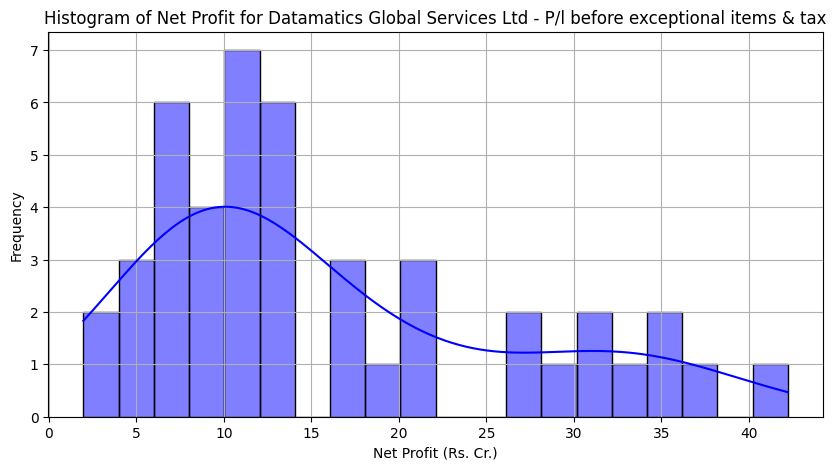 Histogram of Net Profit for Datamatics Global Services Ltd - P/l before exceptional items & tax
7
6
5
4
3
2
1
0
Frequency
0 5 10 15 20 25 30 35 40
Net Profit (Rs. Cr.)